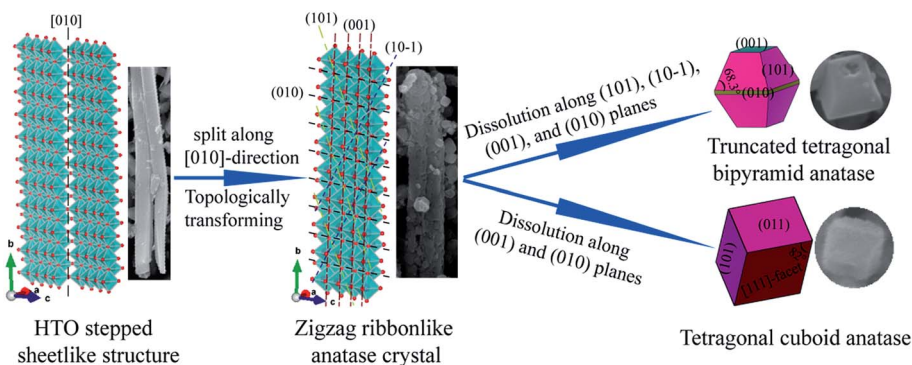 [010]
b
a
c
HTO stepped
sheetlike structure
split along
[010]-direction
Topologically
transforming
(101)
(001)
(10-1)
(010)
b
a
c
Zigzag ribbonlike
anatase crystal
Dissolution along (101), (10-1),
(001), and (010) planes
Dissolution along
(001) and (010) planes
(001)
(101)
68.3°
(010)
Truncated tetragonal
bipyramid anatase
(011)
(101)
[111]-facet
Tetragonal cuboid anatase